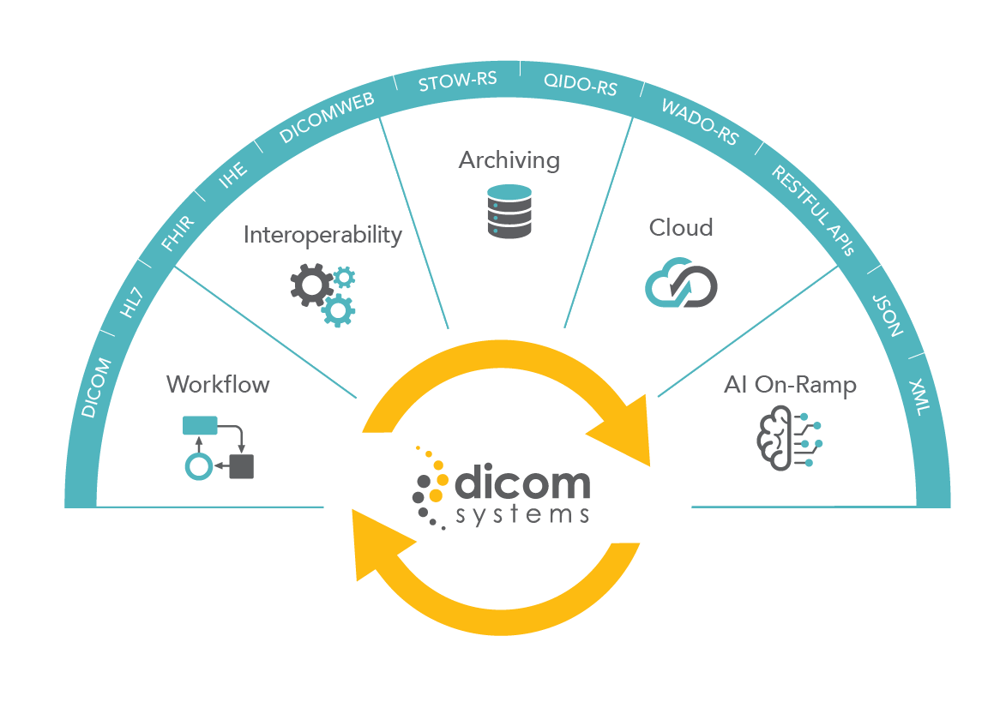 DICOM
HL7
FHIR
IHE
DICOMWEB
STOW-RS
QIDO-RS
WADO-RS
RESTFUL APIs
JSON
XML
Workflow
Interoperability
Archiving
Cloud
AI On-Ramp
dicom
systems